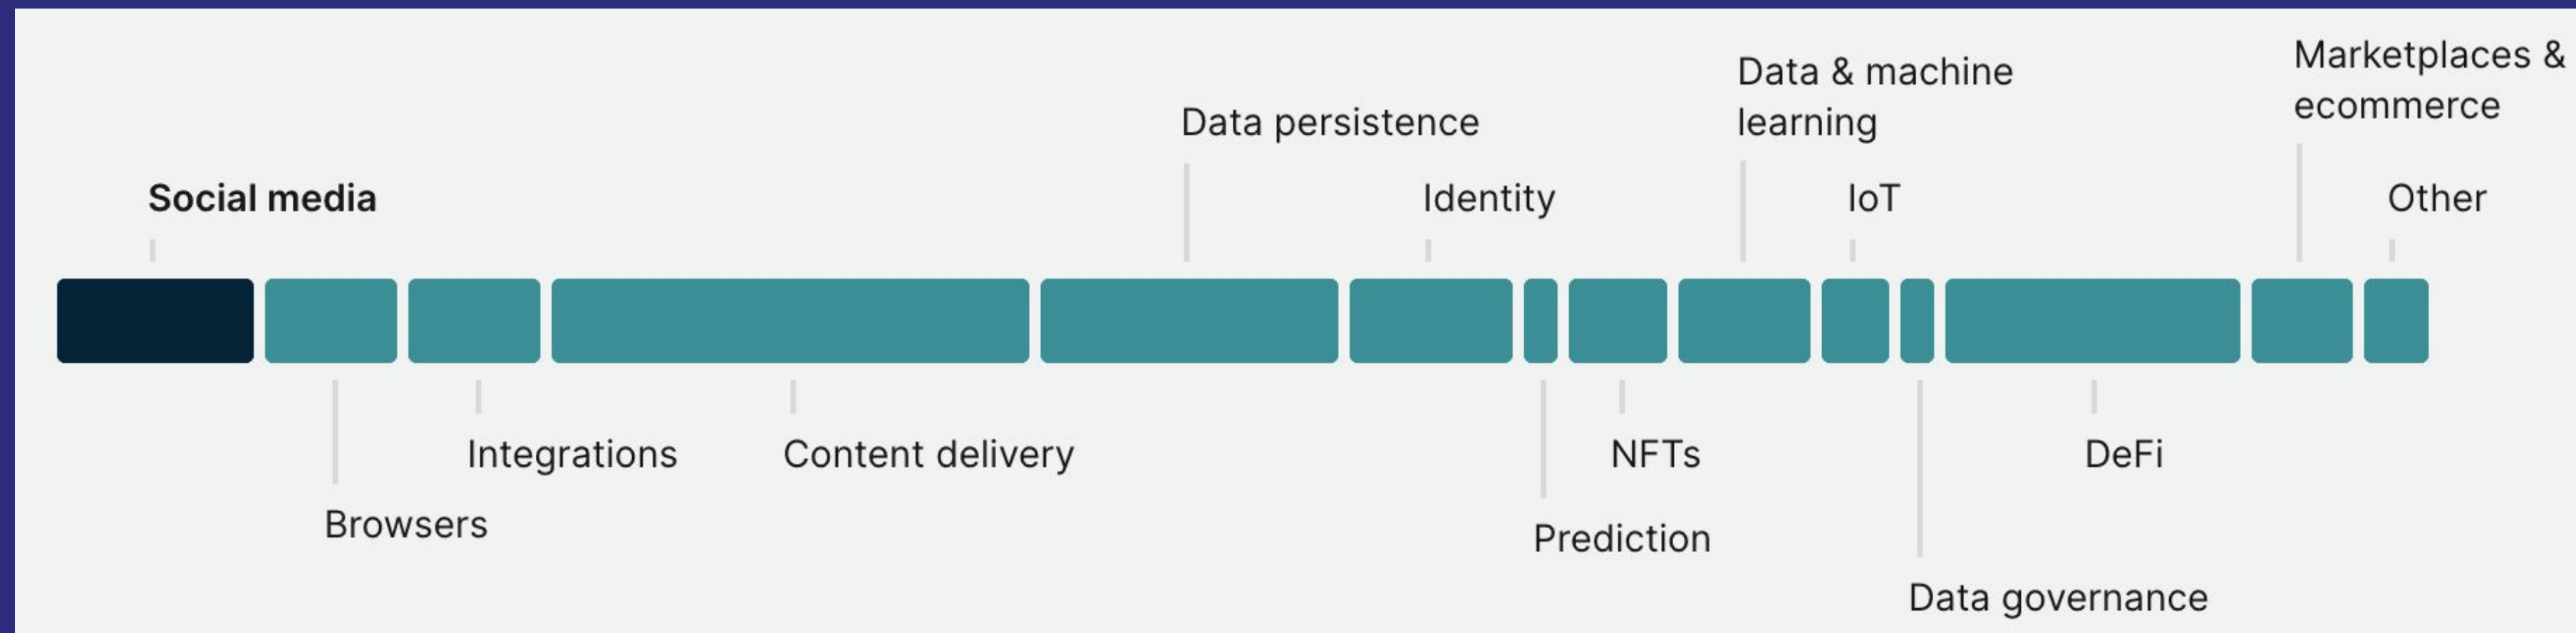 Marketplaces &
ecommerce
Data & machine
learning
Data persistence
Social media
Identity
IoT
Other
Integrations
Content delivery
NFTs
DeFi
Browsers
Prediction
Data governance